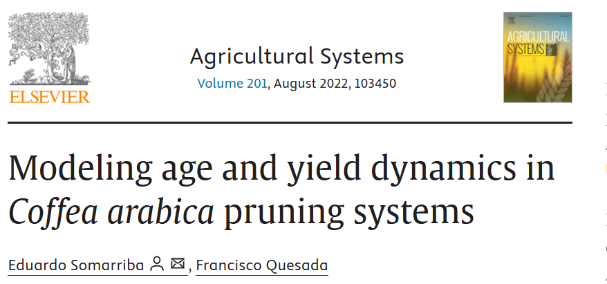 Agricultural Systems
AGRICULTURAL
SYSTEMS
Volume 201, August 2022, 103450
ELSEVIER
Modeling age and yield dynamics in
Coffea arabica pruning systems
Eduardo Somarriba , Francisco Quesada